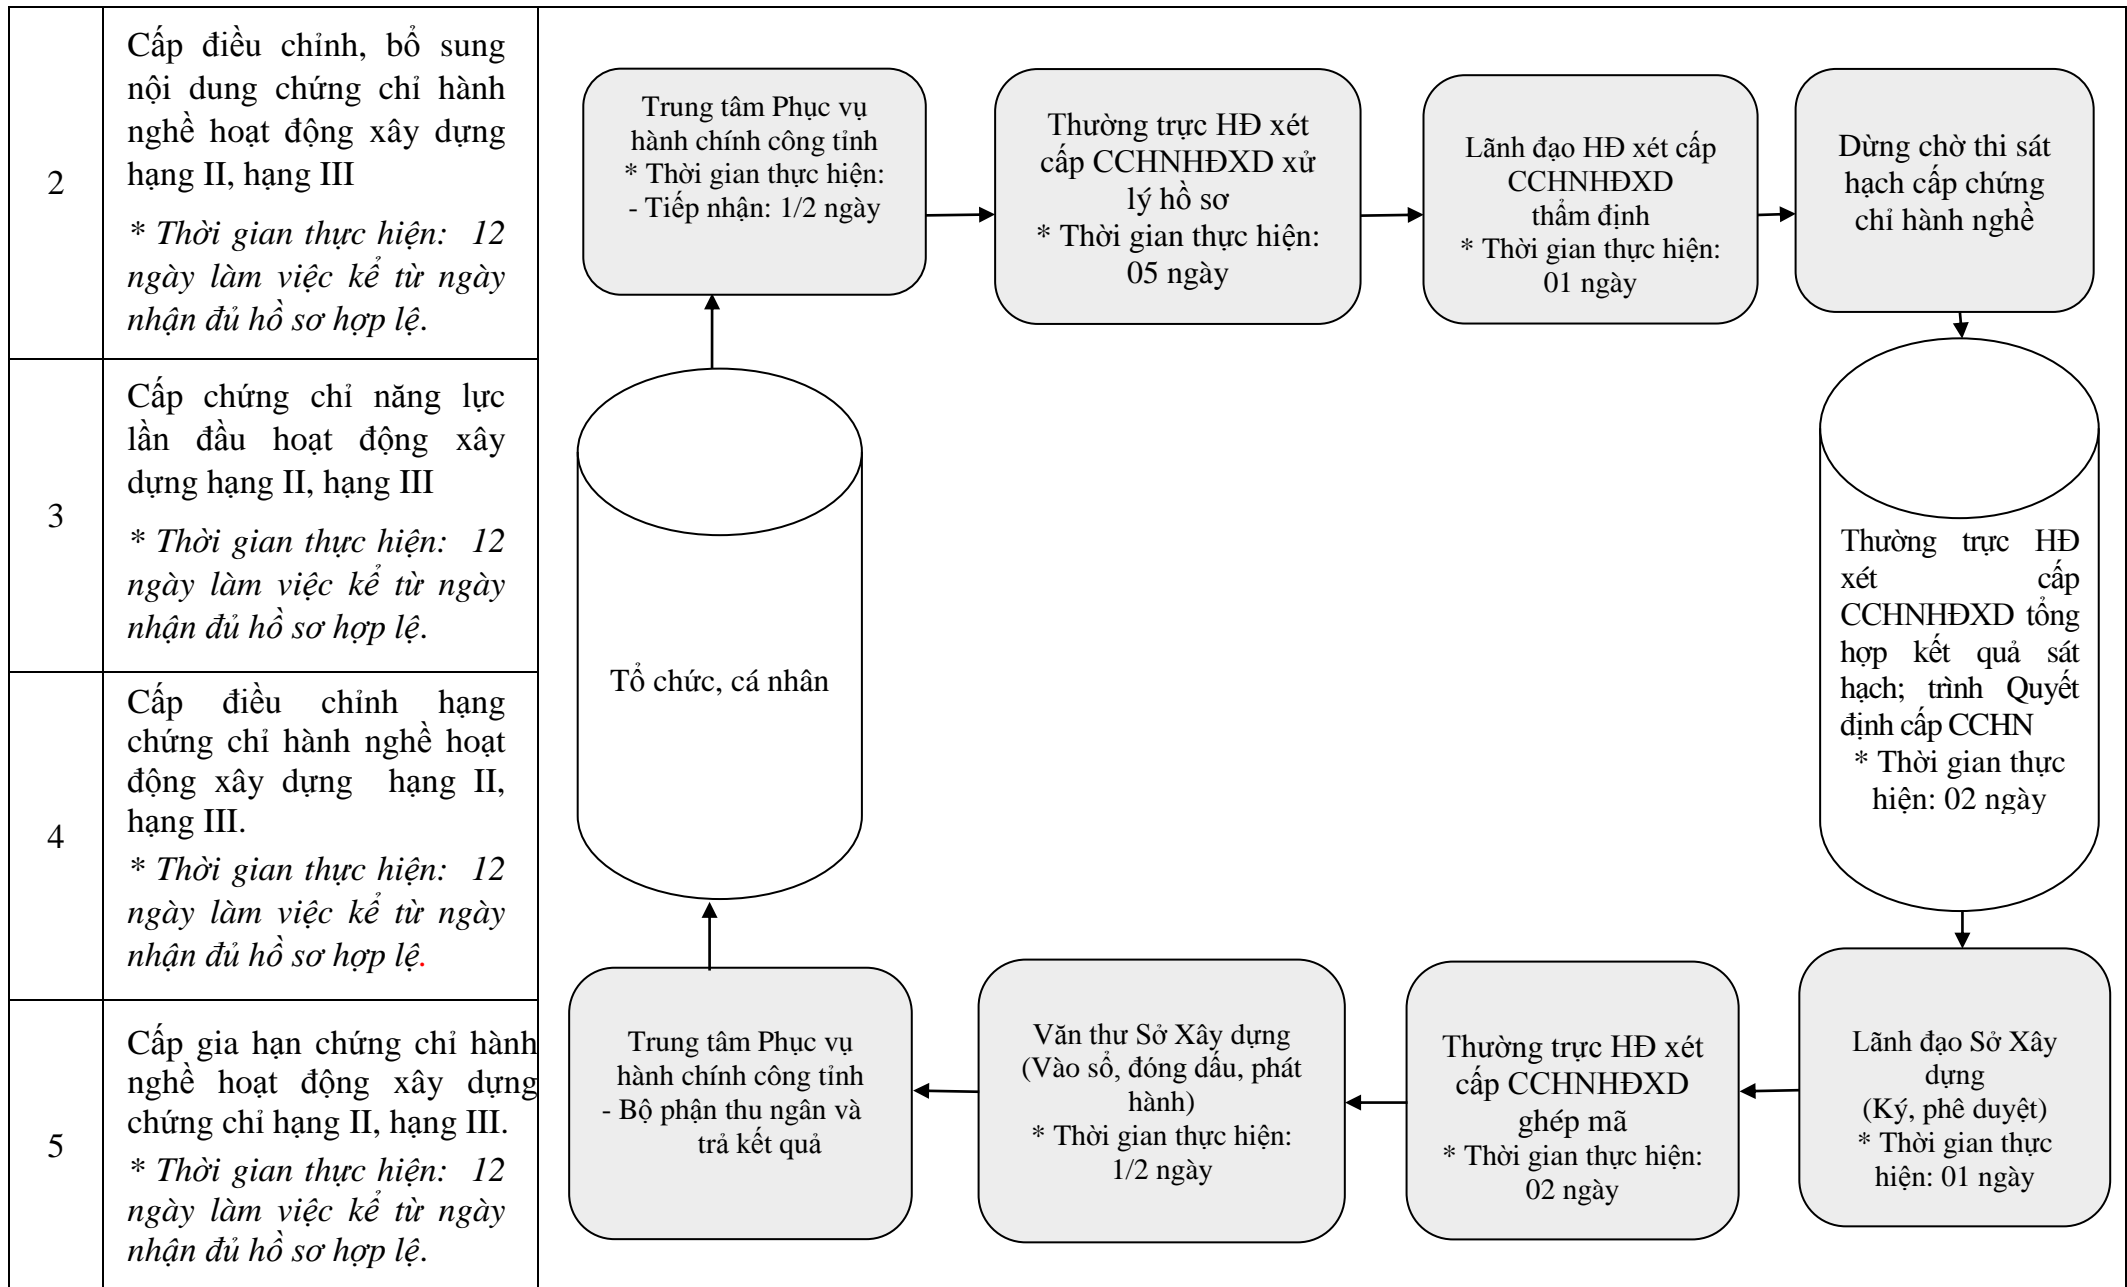 2
Cấp điều chỉnh, bổ sung
nội dung chứng chỉ hành
nghề hoạt động xây dựng
hạng II, hạng III
* Thời gian thực hiện: 12
ngày làm việc kể từ ngày
nhận đủ hồ sơ hợp lệ.
3
Cấp chứng chỉ năng lực
lần đầu hoạt động xây
dựng hạng II, hạng III
* Thời gian thực hiện: 12
ngày làm việc kể từ ngày
nhận đủ hồ sơ hợp lệ.
4
Cấp điều chỉnh hạng
chứng chỉ hành nghề hoạt
động xây dựng hạng II,
hạng III.
* Thời gian thực hiện: 12
ngày làm việc kể từ ngày
nhận đủ hồ sơ hợp lệ.
5
Cấp gia hạn chứng chỉ hành
nghề hoạt động xây dựng
chứng chỉ hạng II, hạng III.
* Thời gian thực hiện: 12
ngày làm việc kể từ ngày
nhận đủ hồ sơ hợp lệ.
Trung tâm Phục vụ
hành chính công tỉnh
* Thời gian thực hiện:
- Tiếp nhận: 1/2 ngày
Thường trực HĐ xét
cấp CCHNHĐXD xử
lý hồ sơ
* Thời gian thực hiện:
05 ngày
Lãnh đạo HĐ xét cấp
CCHNHĐXD
thẩm định
* Thời gian thực hiện:
01 ngày
Dừng chờ thi sát
hạch cấp chứng
chỉ hành nghề
Thường trực HĐ
xét cấp
CCHNHĐXD tổng
hợp kết quả sát
hạch; trình Quyết
định cấp CCHN
* Thời gian thực
hiện: 02 ngày
Tổ chức, cá nhân
Lãnh đạo Sở Xây
dựng
(Ký, phê duyệt)
* Thời gian thực
hiện: 01 ngày
Thường trực HĐ xét
cấp CCHNHĐXD
ghép mã
* Thời gian thực hiện:
02 ngày
Văn thư Sở Xây dựng
(Vào sổ, đóng dấu, phát
hành)
* Thời gian thực hiện:
1/2 ngày
Trung tâm Phục vụ
hành chính công tỉnh
- Bộ phận thu ngân và
trả kết quả